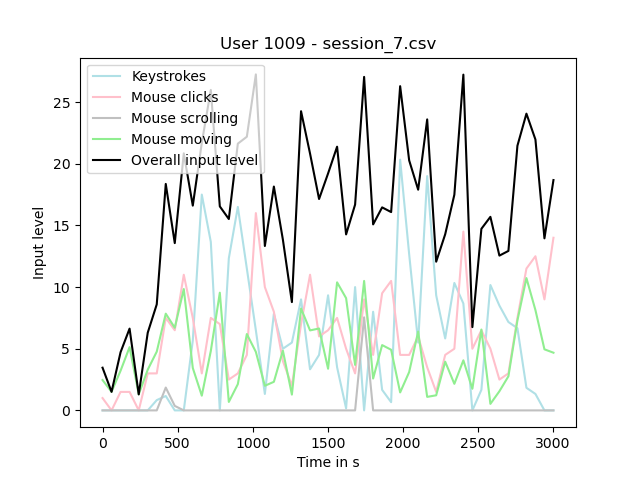 User 1009 - session_7.csv
Keystrokes
Mouse clicks
Mouse scrolling
Mouse moving
Overall input level
25
20
15
10
5
0
Input level
0 500 1000 1500 2000 2500 3000
Time in s